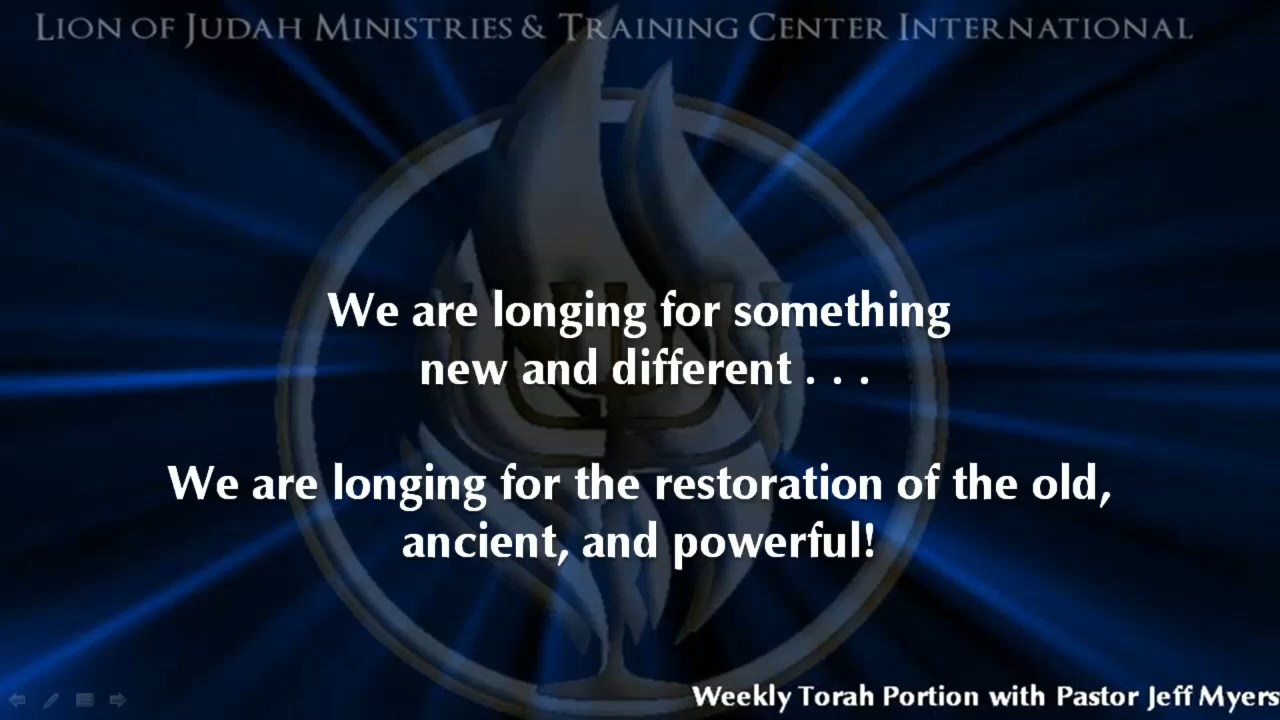 LION OF JUDAH MINISTRIES & TRAINING CENTER INTERNATIONAL
We are longing for something
new and different . . .
We are longing for the restoration of the old,
ancient, and powerful!
Weekly Torah Portion with Pastor Jeff Myers